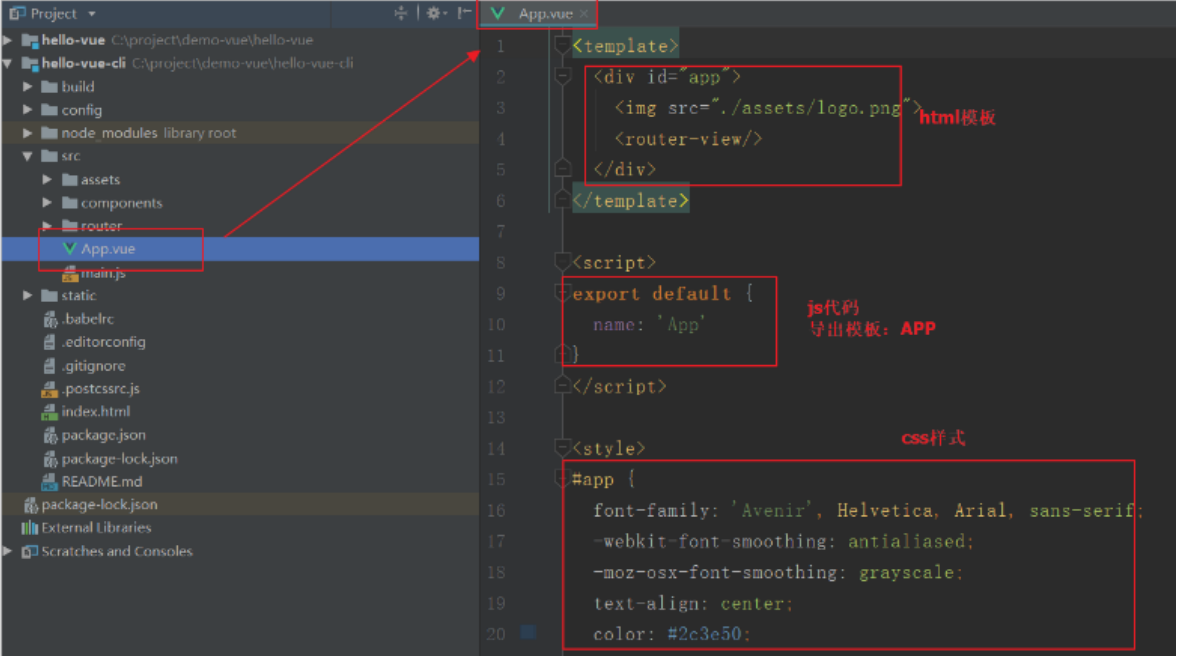 Project
hello-vue C:\project\demo-vue\hello-vue
hello-vue-cli C:\project\demo-vue\hello-vue-cli
build
config
node_modules library root
src
assets
components
router
App.vue
main.js
static
.babelrc
.editorconfig
.gitignore
.postcssrc.js
index.html
package.json
package-lock.json
README.md
package-lock.json
External Libraries
Scratches and Consoles
App.vue
1 <template>
2 <div id="app">
3 <img src="./assets/logo.png">
html模板
4 <router-view/>
5 </div>
6 </template>
7
8 <script>
9 export default {
js代码
10 name: 'App'
导出模板：APP
11 }
12 </script>
13
css样式
14 <style>
15 #app {
16 font-family: 'Avenir', Helvetica, Arial, sans-serif;
17 -webkit-font-smoothing: antialiased;
18 -moz-osx-font-smoothing: grayscale;
19 text-align: center;
20 color: #2c3e50;